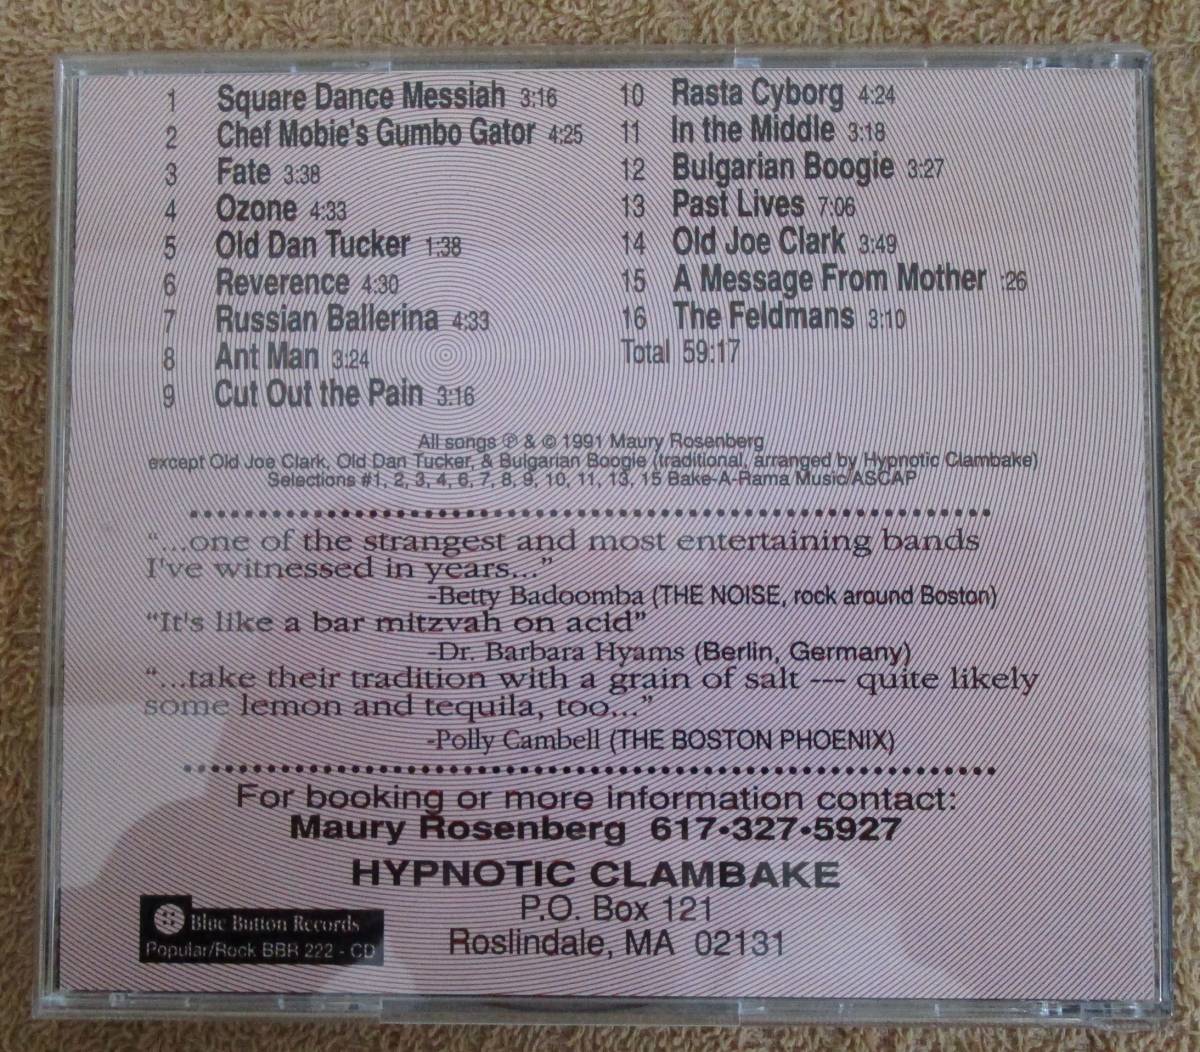 1 Square Dance Messiah 3:16
2 Chef Mobie's Gumbo Gator 4:25
3 Fate 3:38
4 Ozone 4:33
5 Old Dan Tucker 1:38
6 Reverence 4:30
7 Russian Ballerina 4:33
8 Ant Man 3:24
9 Cut Out the Pain 3:16
10 Rasta Cyborg 4:24
11 In the Middle 3:18
12 Bulgarian Boogie 3:27
13 Past Lives 7:06
14 Old Joe Clark 3:49
15 A Message From Mother :26
16 The Feldmans 3:10
Total 59:17
All songs ℗ & © 1991 Maury Rosenberg
except Old Joe Clark, Old Dan Tucker, & Bulgarian Boogie (traditional, arranged by Hypnotic Clambake)
Selections #1, 2, 3, 4, 6, 7, 8, 9, 10, 11, 13, 15 Bake-A-Rama Music/ASCAP
"...one of the strangest and most entertaining bands
I've witnessed in years..."
-Betty Badoomba (THE NOISE, rock around Boston)
"It's like a bar mitzvah on acid"
-Dr. Barbara Hyams (Berlin, Germany)
"...take their tradition with a grain of salt --- quite likely
some lemon and tequila, too..."
-Polly Cambell (THE BOSTON PHOENIX)
For booking or more information contact:
Maury Rosenberg 617•327•5927
HYPNOTIC CLAMBAKE
P.O. Box 121
Roslindale, MA 02131
Blue Button Records
Popular/Rock BBR 222 - CD